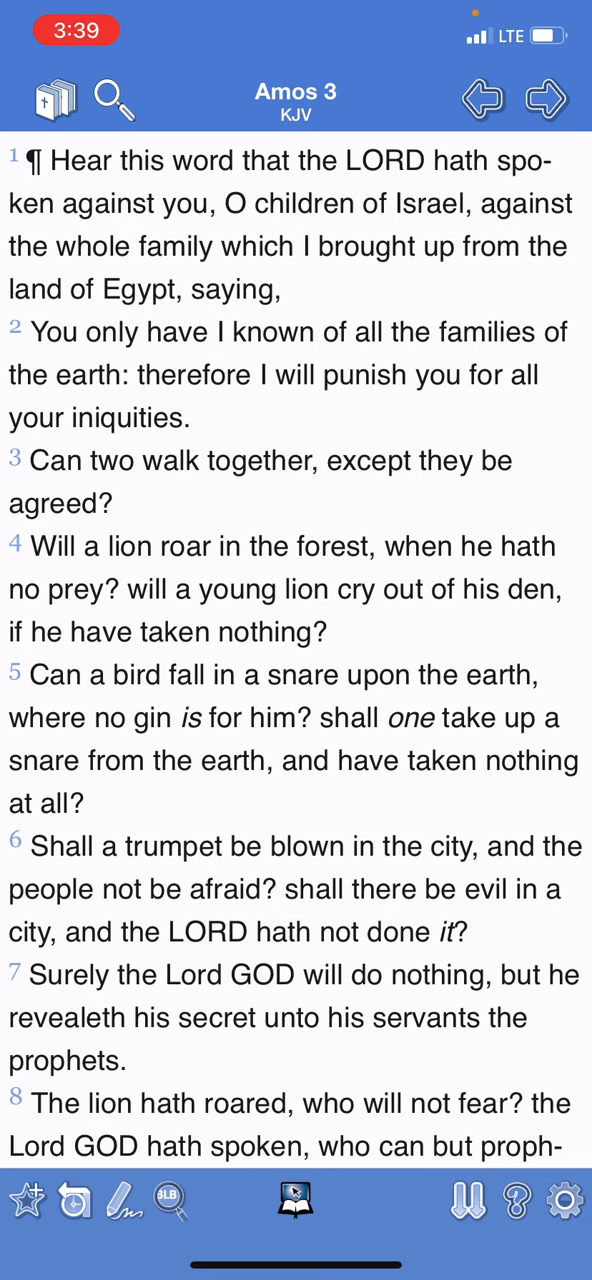 3:39
LTE
Amos 3
KJV
1 ¶ Hear this word that the LORD hath spo-
ken against you, O children of Israel, against
the whole family which I brought up from the
land of Egypt, saying,
2 You only have I known of all the families of
the earth: therefore I will punish you for all
your iniquities.
3 Can two walk together, except they be
agreed?
4 Will a lion roar in the forest, when he hath
no prey? will a young lion cry out of his den,
if he have taken nothing?
5 Can a bird fall in a snare upon the earth,
where no gin is for him? shall one take up a
snare from the earth, and have taken nothing
at all?
6 Shall a trumpet be blown in the city, and the
people not be afraid? shall there be evil in a
city, and the LORD hath not done it?
7 Surely the Lord GOD will do nothing, but he
revealeth his secret unto his servants the
prophets.
8 The lion hath roared, who will not fear? the
Lord GOD hath spoken, who can but proph-
BLB